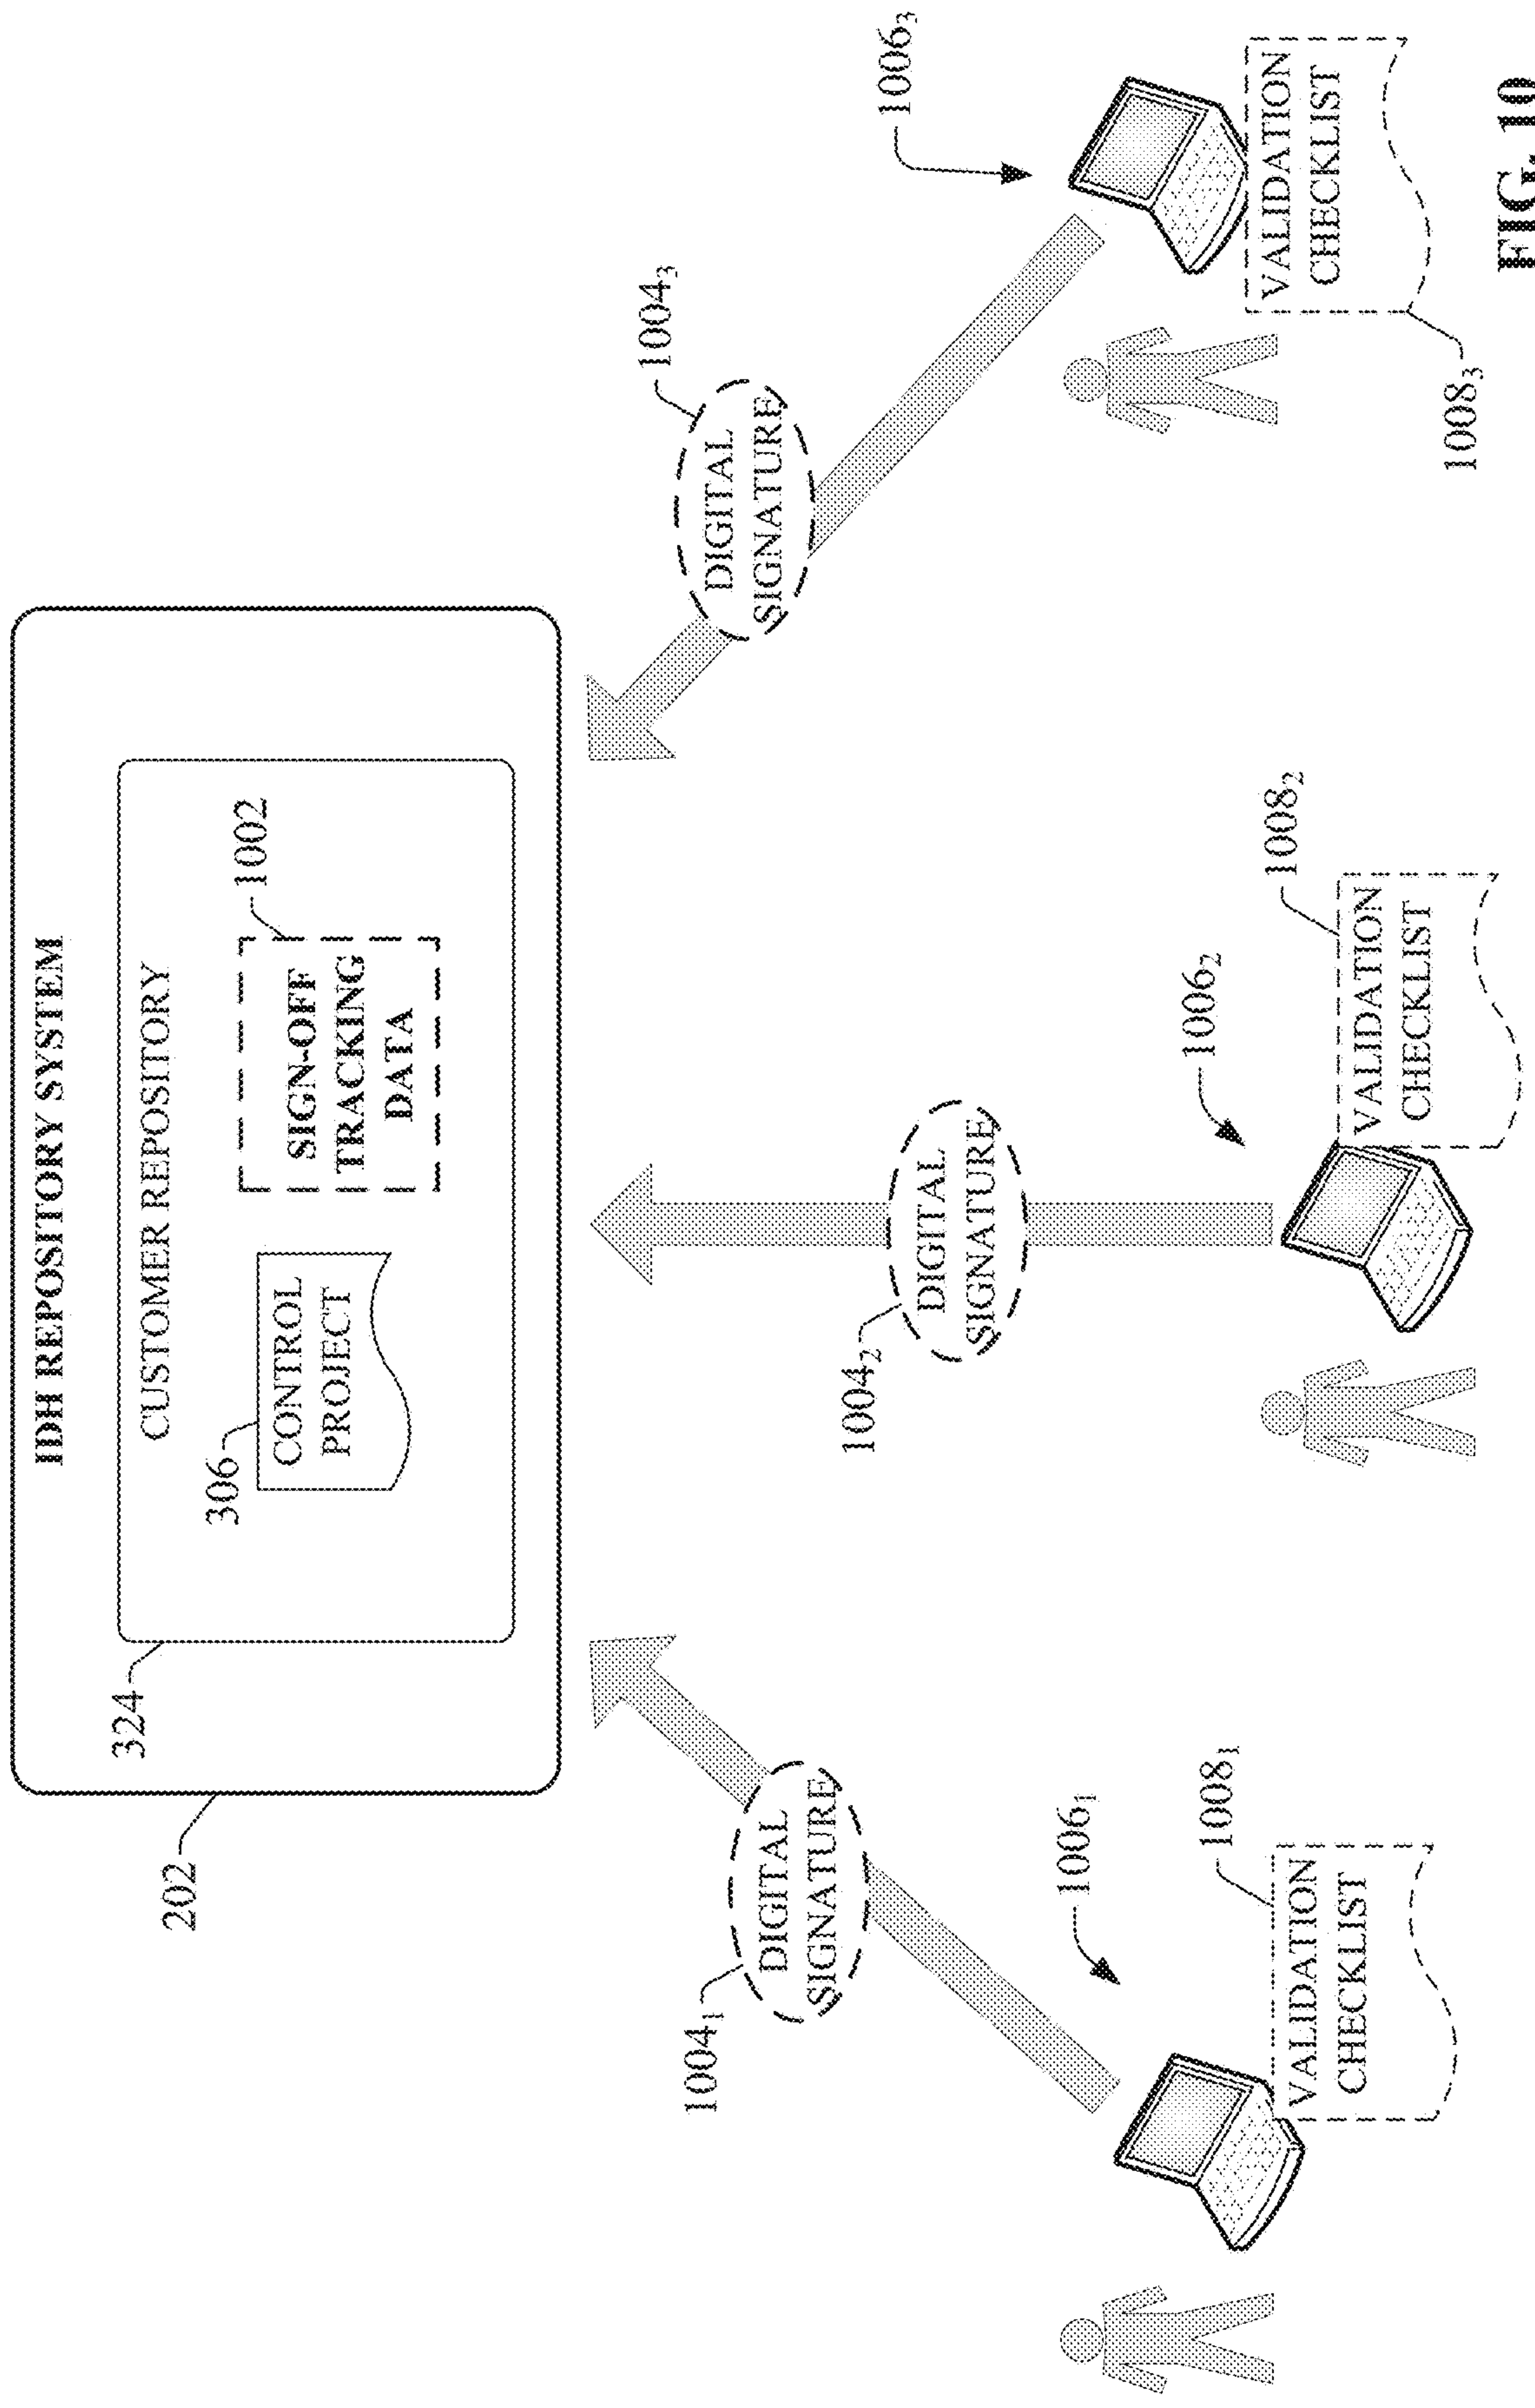 IDH REPOSITORY SYSTEM
202
324
CUSTOMER REPOSITORY
306
CONTROL
PROJECT
SIGN-OFF
TRACKING
DATA
1002
1004₁
DIGITAL
SIGNATURE
1004₂
DIGITAL
SIGNATURE
DIGITAL
SIGNATURE
1004₃
1006₁
1008₁
VALIDATION
CHECKLIST
1006₂
1008₂
VALIDATION
CHECKLIST
1006₃
VALIDATION
CHECKLIST
1008₃
FIG. 10